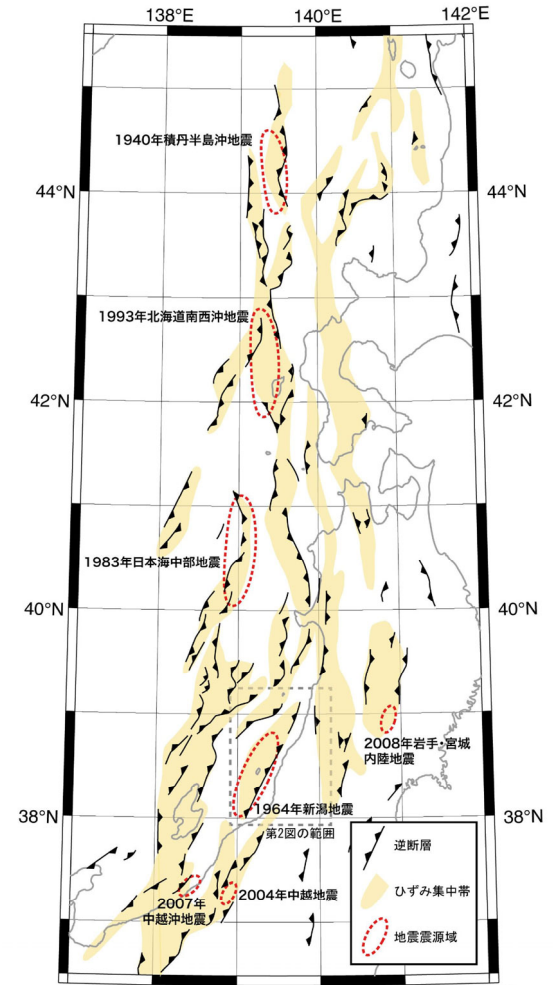 138°E
140°E
142°E
1940年積丹半島沖地震
44°N
44°N
1993年北海道南西沖地震
42°N
42°N
1983年日本海中部地震
40°N
40°N
2008年岩手・宮城
内陸地震
38°N
38°N
1964年新潟地震
第2図の範囲
2004年中越地震
2007年
中越沖地震
逆断層
ひずみ集中帯
地震震源域